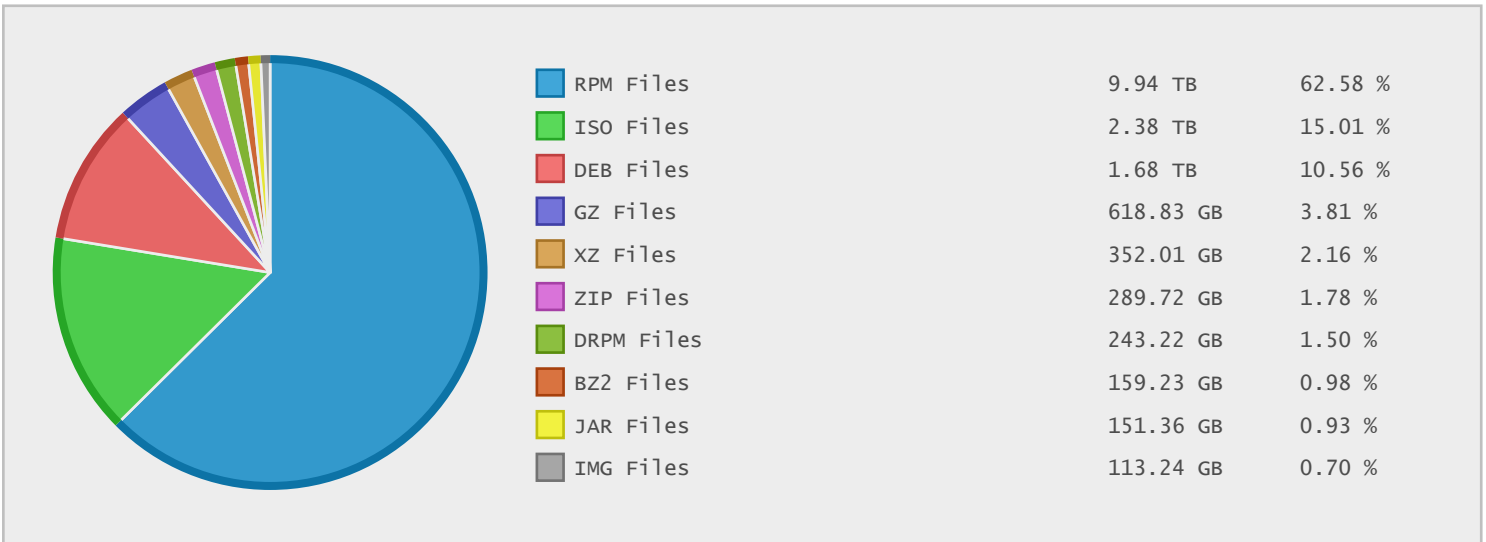 RPM Files 9.94 TB 62.58 %
ISO Files 2.38 TB 15.01 %
DEB Files 1.68 TB 10.56 %
GZ Files 618.83 GB 3.81 %
XZ Files 352.01 GB 2.16 %
ZIP Files 289.72 GB 1.78 %
DRPM Files 243.22 GB 1.50 %
BZ2 Files 159.23 GB 0.98 %
JAR Files 151.36 GB 0.93 %
IMG Files 113.24 GB 0.70 %